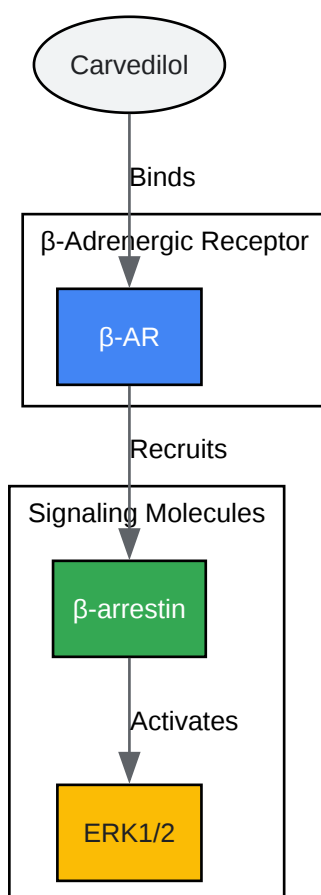 Carvedilol
Binds
β-Adrenergic Receptor
β-AR
Recruits
Signaling Molecules
β-arrestin
Activates
ERK1/2